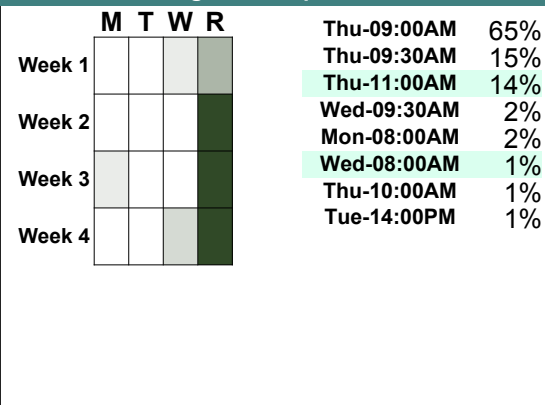 M T W R
Week 1
Week 2
Week 3
Week 4
Thu-09:00AM 65%
Thu-09:30AM 15%
Thu-11:00AM 14%
Wed-09:30AM 2%
Mon-08:00AM 2%
Wed-08:00AM 1%
Thu-10:00AM 1%
Tue-14:00PM 1%